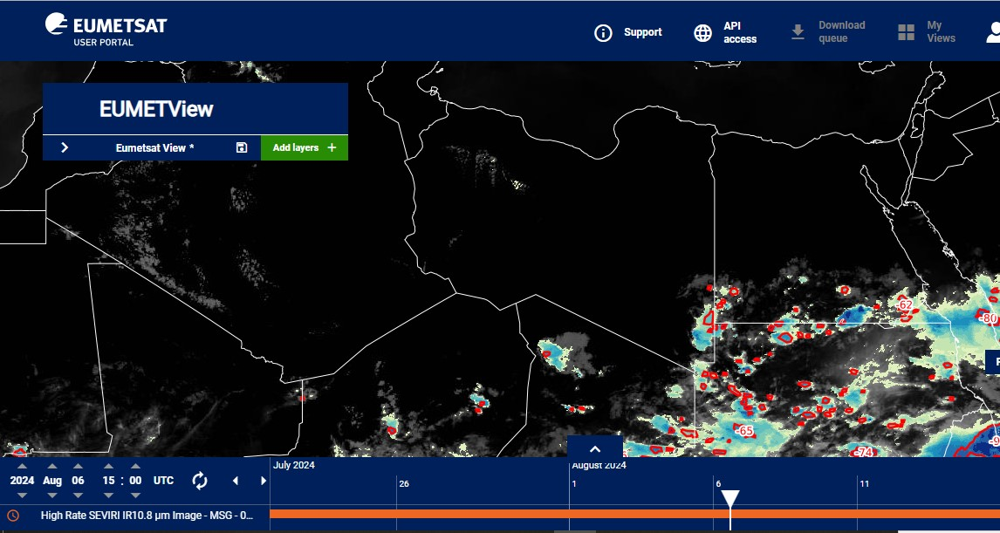 EUMETSAT
USER PORTAL
Support
API
access
Download
queue
My
Views
EUMETView
Eumetsat View *
Add layers +
-62
-80
-65
-74
2024 Aug 06 15 : 00 UTC
July 2024
August 2024
26
1
6
11
High Rate SEVIRI IR10.8 µm Image - MSG - 0...